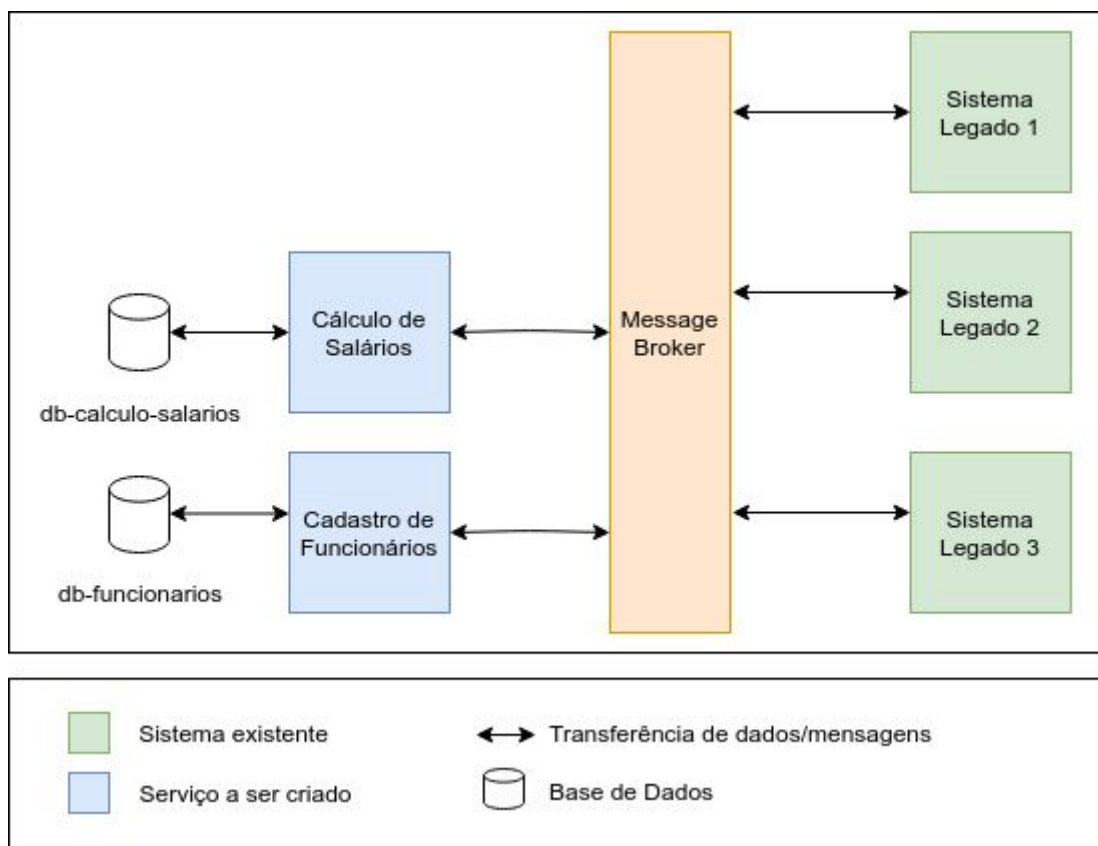 Sistema
Legado 1
Sistema
Legado 2
Cálculo de
Salários
Message
Broker
db-calculo-salarios
Cadastro de
Funcionários
Sistema
Legado 3
db-funcionarios
Sistema existente
Transferência de dados/mensagens
Serviço a ser criado
Base de Dados